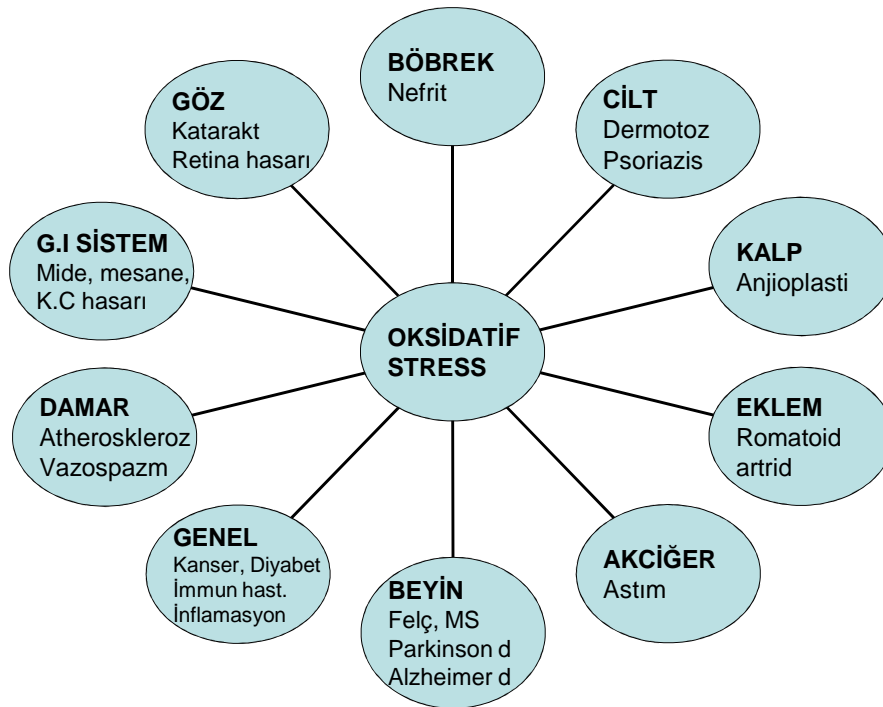 BÖBREK
Nefrit
GÖZ
Katarakt
Retina hasarı
CİLT
Dermotoz
Psoriazis
G.I SİSTEM
Mide, mesane,
K.C hasarı
KALP
Anjioplasti
OKSİDATİF
STRESS
DAMAR
Atheroskleroz
Vazospazm
EKLEM
Romatoid
artrid
GENEL
Kanser, Diyabet
İmmun hast.
İnflamasyon
BEYİN
Felç, MS
Parkinson d
Alzheimer d
AKCİĞER
Astım